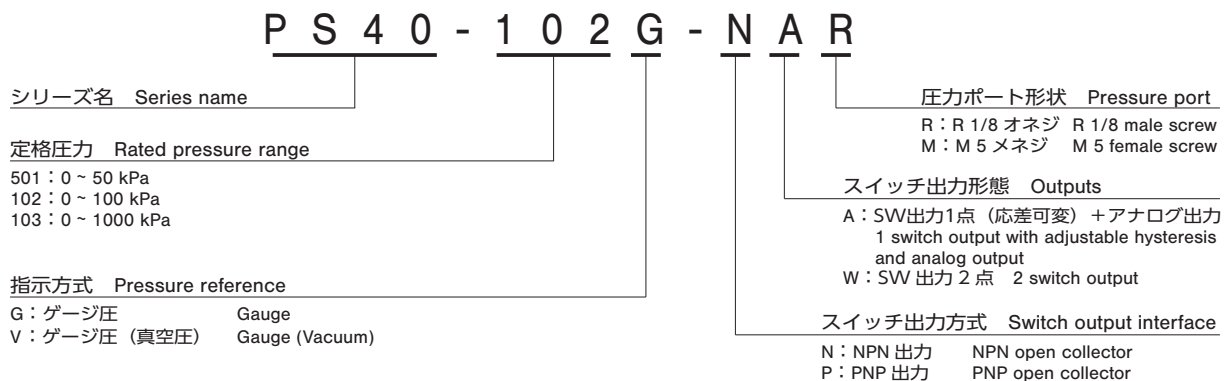 PS40-102G-NAR
シリーズ名 Series name
定格圧力 Rated pressure range
501：0 ~ 50 kPa
102：0 ~ 100 kPa
103：0 ~ 1000 kPa
指示方式 Pressure reference
G：ゲージ圧 Gauge
V：ゲージ圧（真空圧） Gauge (Vacuum)
圧力ポート形状 Pressure port
R：R 1/8 オネジ R 1/8 male screw
M：M 5 メネジ M 5 female screw
スイッチ出力形態 Outputs
A：SW出力1点（応差可変）＋アナログ出力
1 switch output with adjustable hysteresis
and analog output
W：SW 出力 2 点 2 switch output
スイッチ出力方式 Switch output interface
N：NPN 出力 NPN open collector
P：PNP 出力 PNP open collector